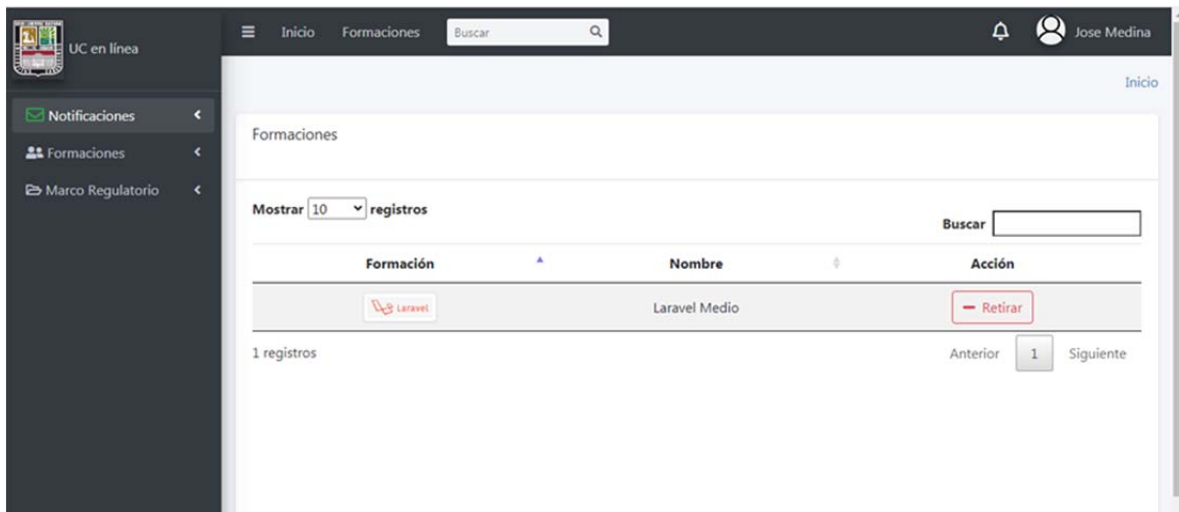 UC en línea
Inicio Formaciones Buscar Jose Medina
Inicio
Notificaciones
Formaciones
Marco Regulatorio
Formaciones
Mostrar 10 registros
Buscar
Formación Nombre Acción
Laravel Laravel Medio Retirar
1 registros Anterior 1 Siguiente